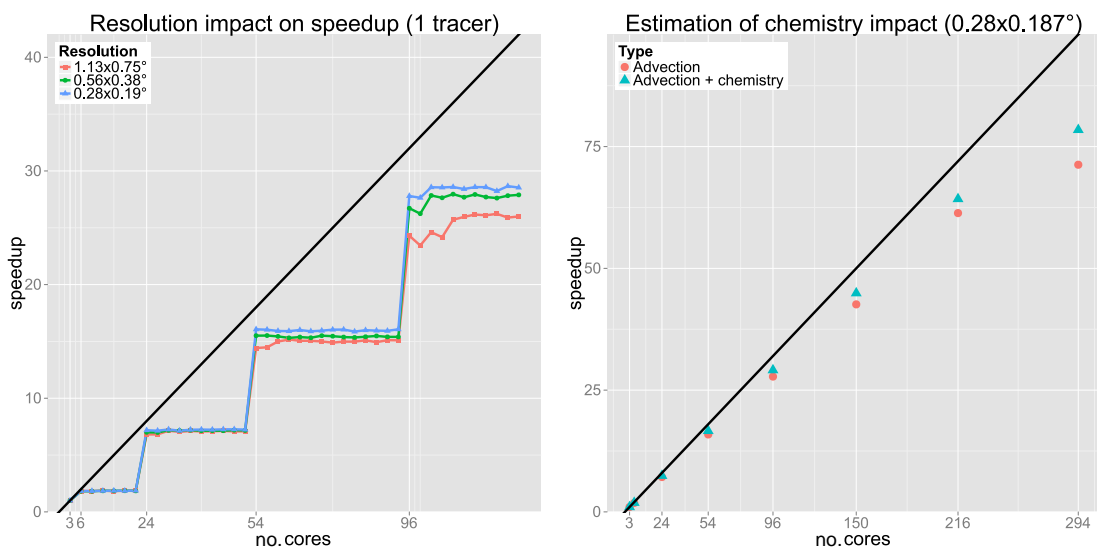 Resolution impact on speedup (1 tracer)
Resolution
1.13x0.75°
0.56x0.38°
0.28x0.19°
40
30
20
10
0
speedup
3 6 24 54 96
no. cores
Estimation of chemistry impact (0.28x0.187°)
Type
Advection
Advection + chemistry
75
50
25
0
speedup
3 24 54 96 150 216 294
no. cores